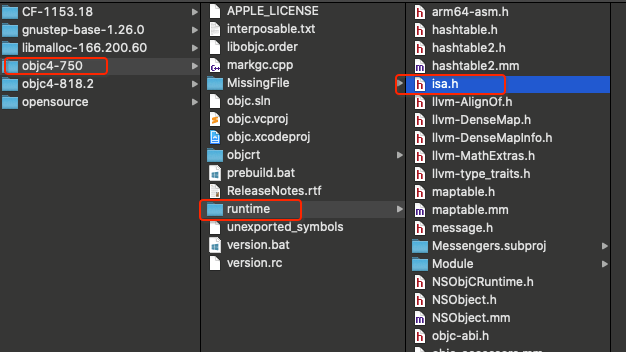 CF-1153.18
gnustep-base-1.26.0
libmalloc-166.200.60
objc4-750
objc4-818.2
opensource
APPLE_LICENSE
interposable.txt
libobjc.order
markgc.cpp
MissingFile
objc.sln
objc.vcproj
objc.xcodeproj
objcrt
prebuild.bat
ReleaseNotes.rtf
runtime
unexported_symbols
version.bat
version.rc
arm64-asm.h
hashtable.h
hashtable2.h
hashtable2.mm
isa.h
llvm-AlignOf.h
llvm-DenseMap.h
llvm-DenseMapInfo.h
llvm-MathExtras.h
llvm-type_traits.h
maptable.h
maptable.mm
message.h
Messengers.subproj
Module
NSObjCRuntime.h
NSObject.h
NSObject.mm
objc-abi.h